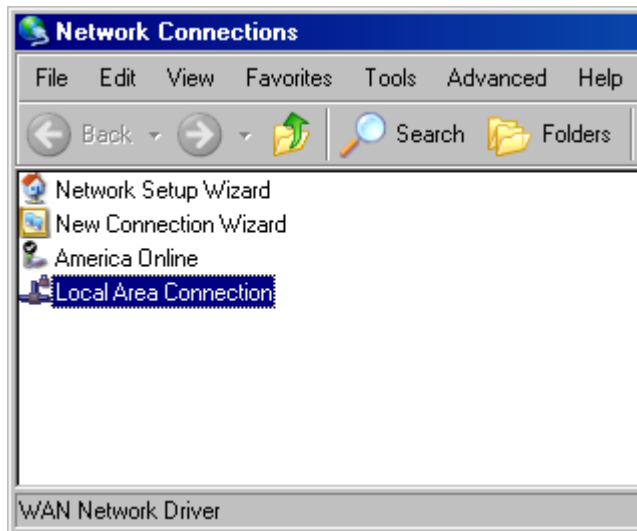 Network Connections
File Edit View Favorites Tools Advanced Help
Back Search Folders
Network Setup Wizard
New Connection Wizard
America Online
Local Area Connection
WAN Network Driver